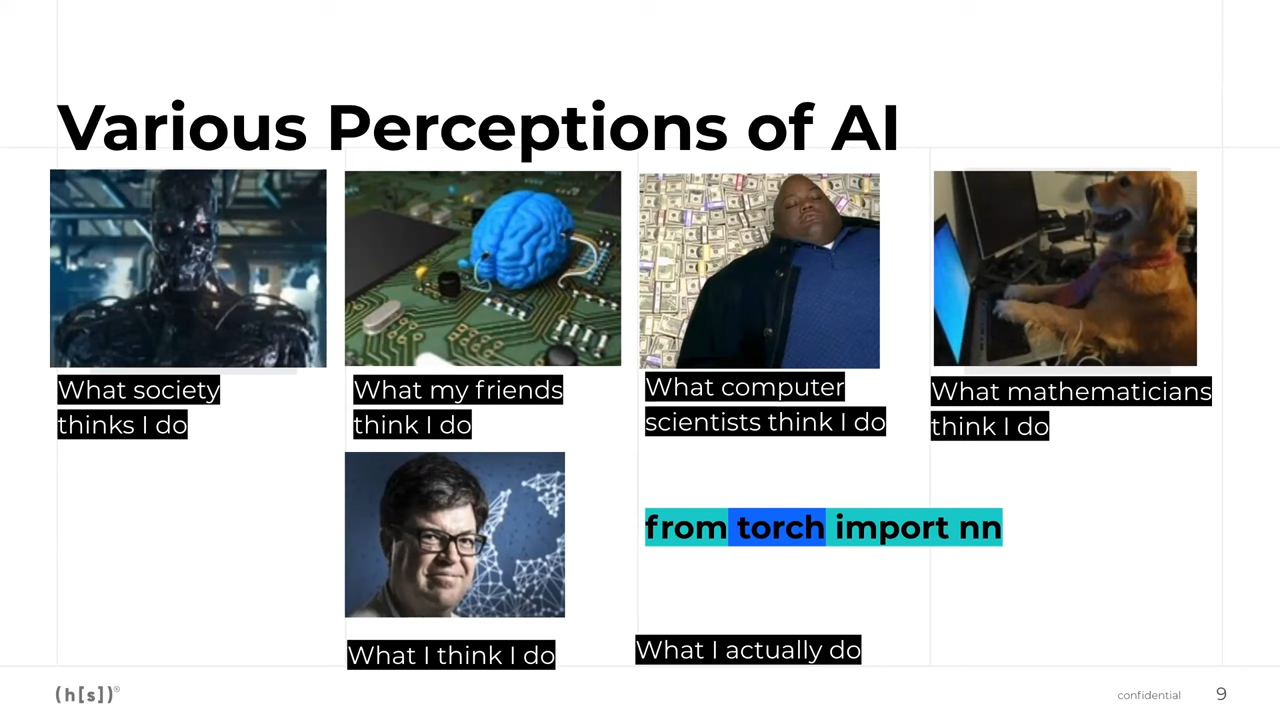 Various Perceptions of AI
What society
thinks I do
What my friends
think I do
What computer
scientists think I do
What mathematicians
think I do
from torch import nn
What I think I do
What I actually do
(h[s])®
confidential
9